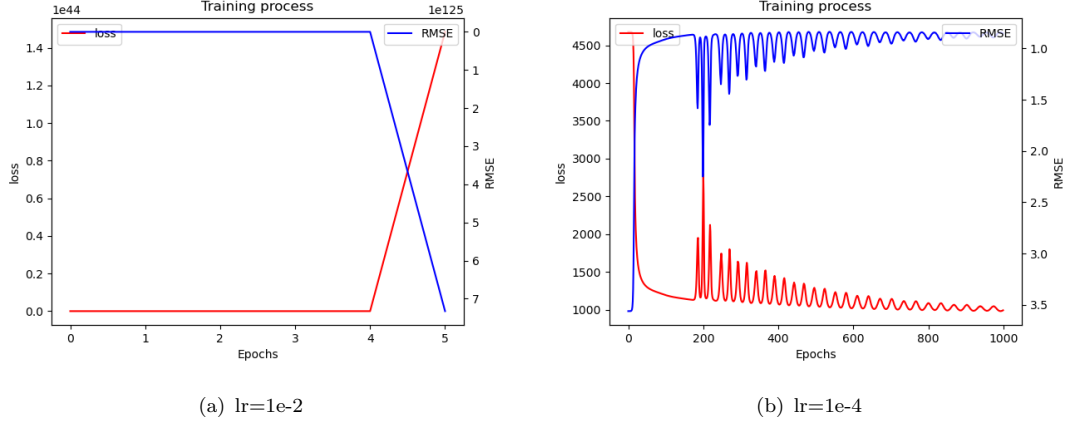 Training process
1e44
1e125
loss
RMSE
1.4
1.2
1.0
0.8
0.6
0.4
0.2
0.0
loss
0
1
2
3
4
5
6
7
RMSE
0 1 2 3 4 5
Epochs
(a) lr=1e-2
Training process
loss
RMSE
4500
4000
3500
3000
2500
2000
1500
1000
loss
1.0
1.5
2.0
2.5
3.0
3.5
RMSE
0 200 400 600 800 1000
Epochs
(b) lr=1e-4